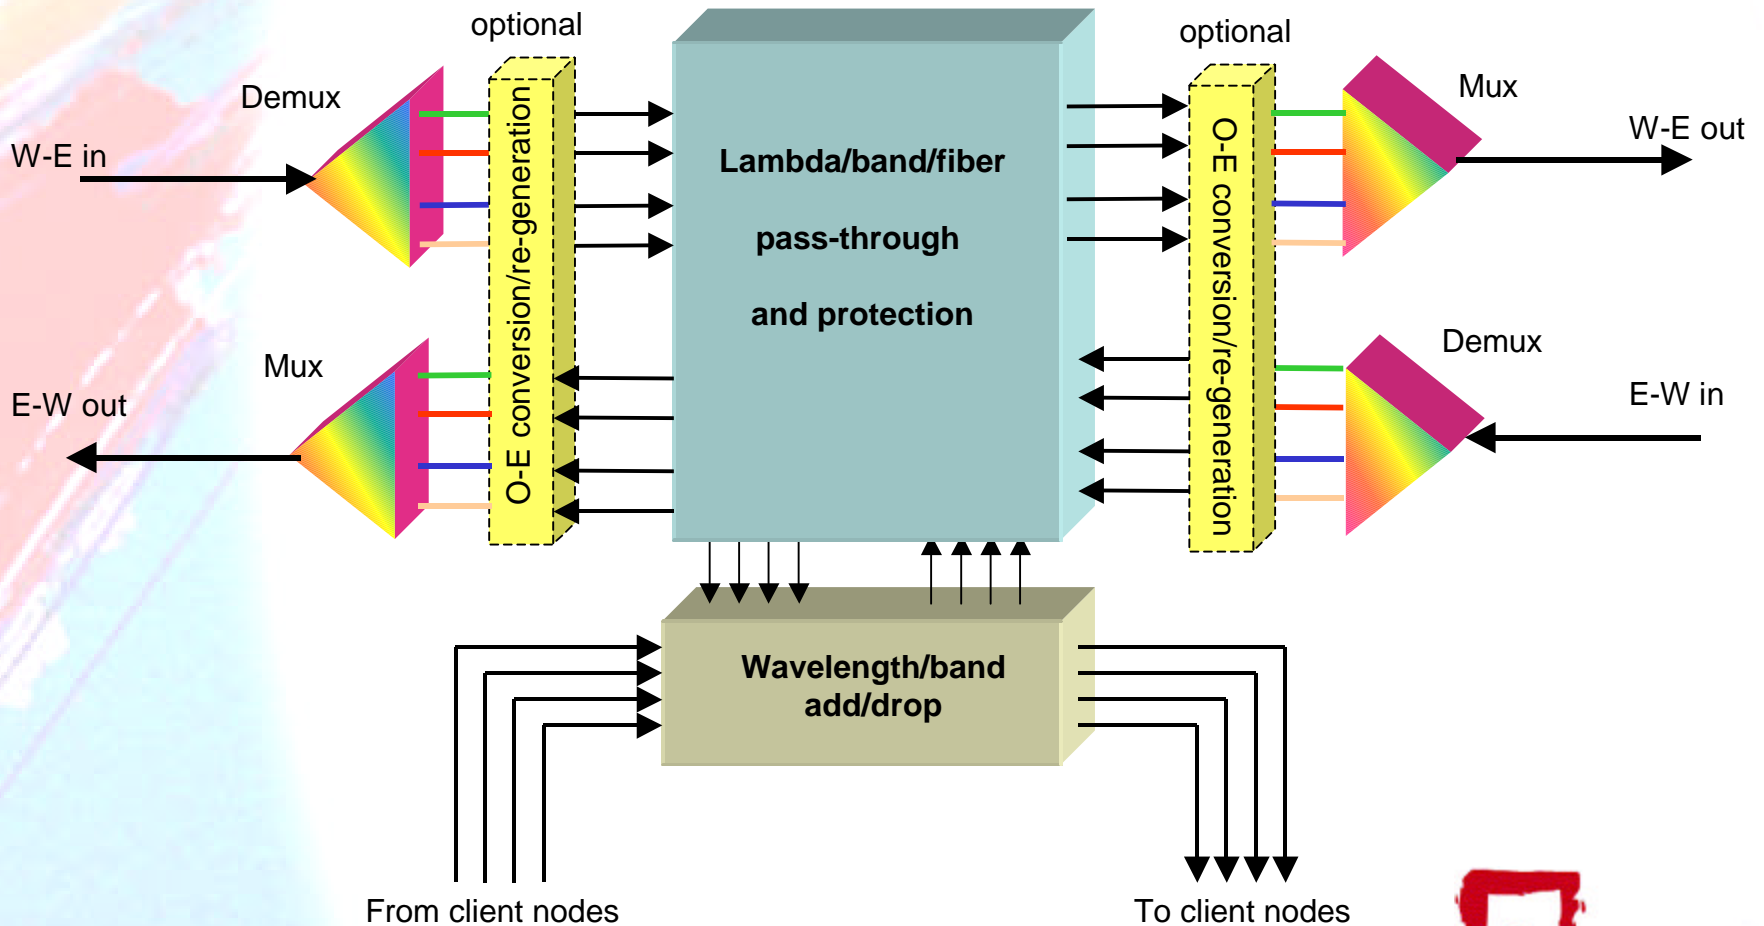 optional
optional
Demux
Mux
W-E in
W-E out
O-E conversion/re-generation
O-E conversion/re-generation
Lambda/band/fiber
pass-through
and protection
Mux
Demux
E-W out
E-W in
Wavelength/band
add/drop
From client nodes
To client nodes